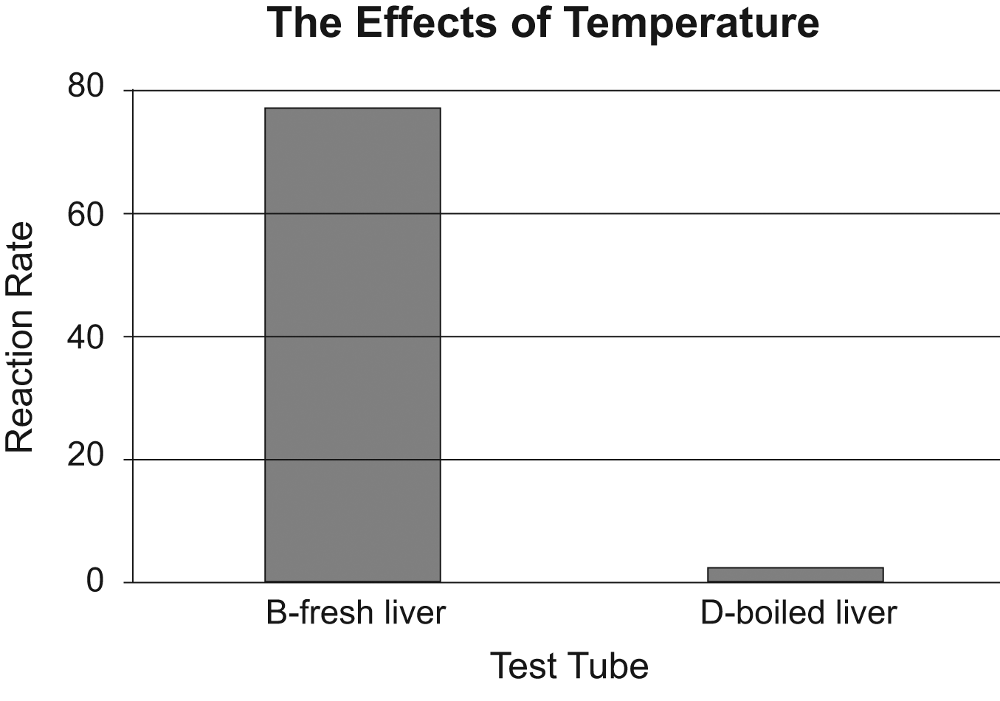 The Effects of Temperature
80
60
40
20
0
Reaction Rate
B-fresh liver
D-boiled liver
Test Tube